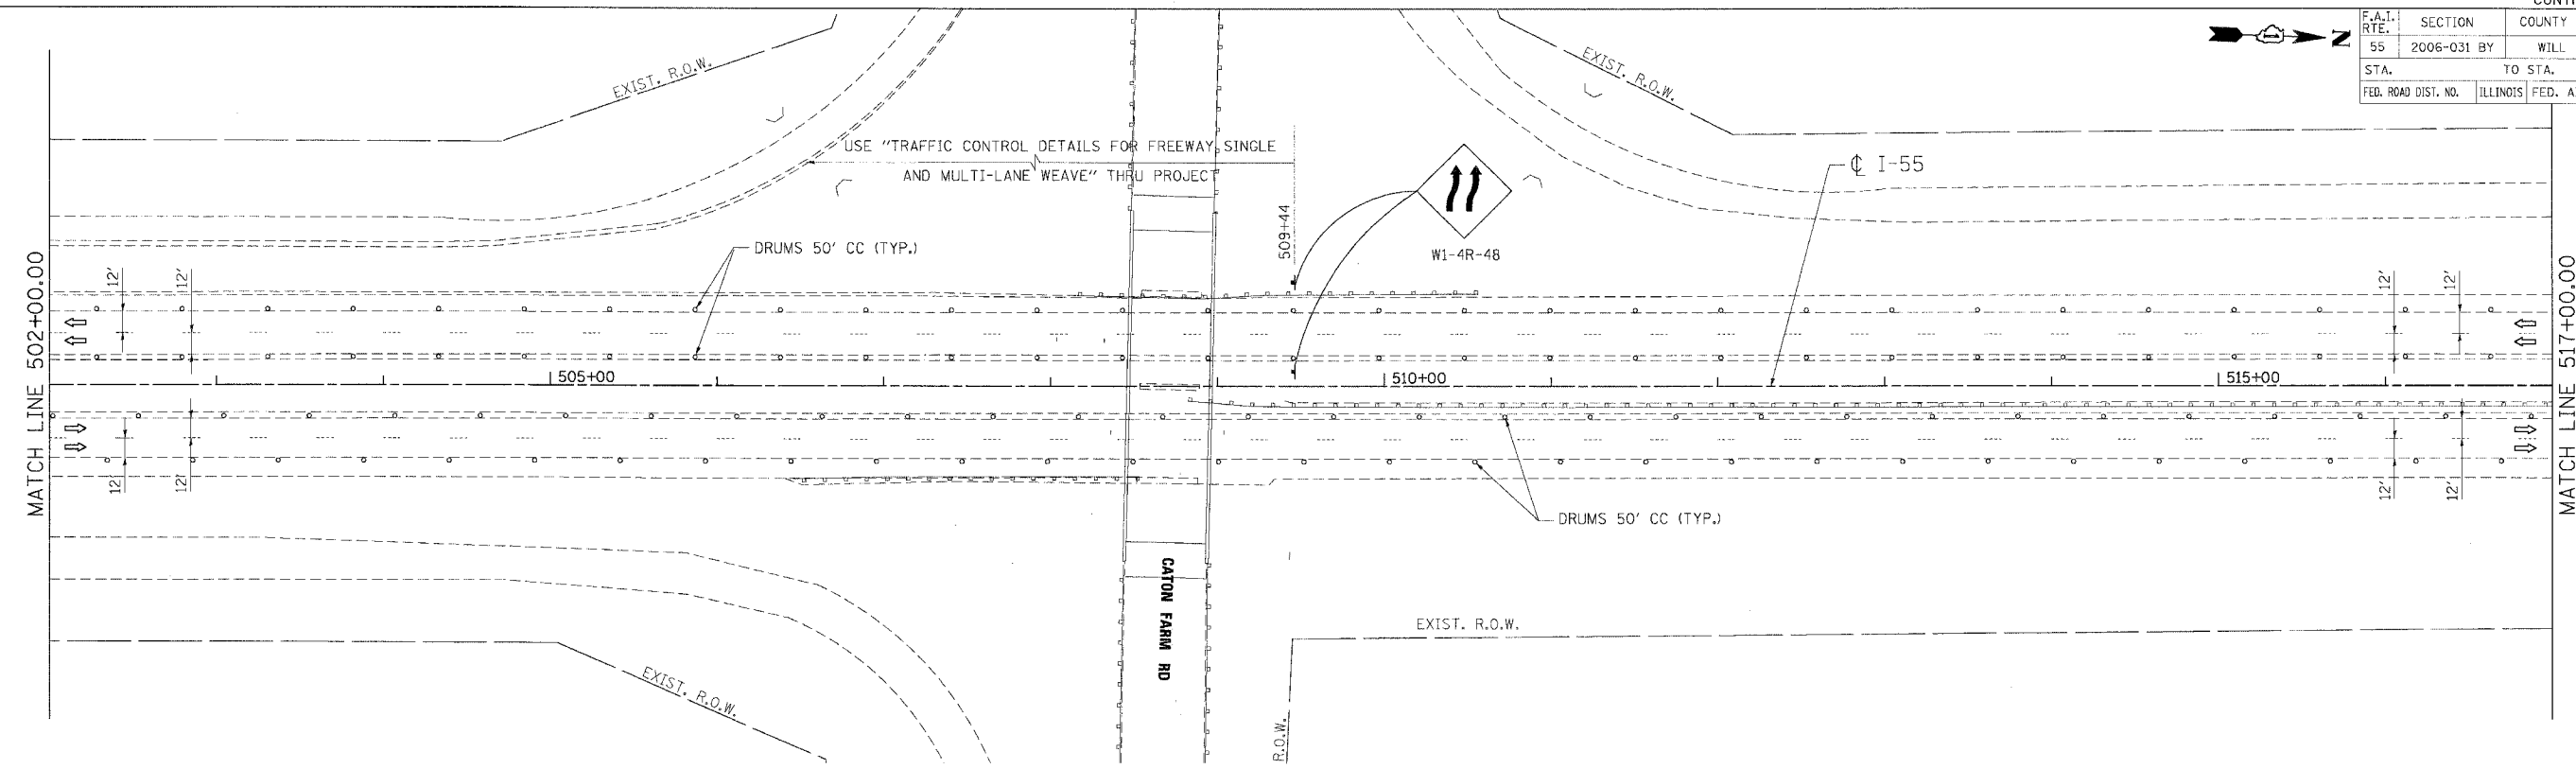 F.A.I. RTE. SECTION COUNTY
55 2006-031 BY WILL
STA. TO STA.
FED. ROAD DIST. NO. ILLINOIS FED. A
N
EXIST. R.O.W.
EXIST. R.O.W.
USE "TRAFFIC CONTROL DETAILS FOR FREEWAY SINGLE
AND MULTI-LANE WEAVE" THRU PROJECT
℄ I-55
DRUMS 50' CC (TYP.)
509+44
W1-4R-48
MATCH LINE 502+00.00
12'
12'
12'
12'
505+00
510+00
515+00
12'
12'
12'
12'
MATCH LINE 517+00.00
DRUMS 50' CC (TYP.)
CATON FARM RD
EXIST. R.O.W.
EXIST. R.O.W.
R.O.W.